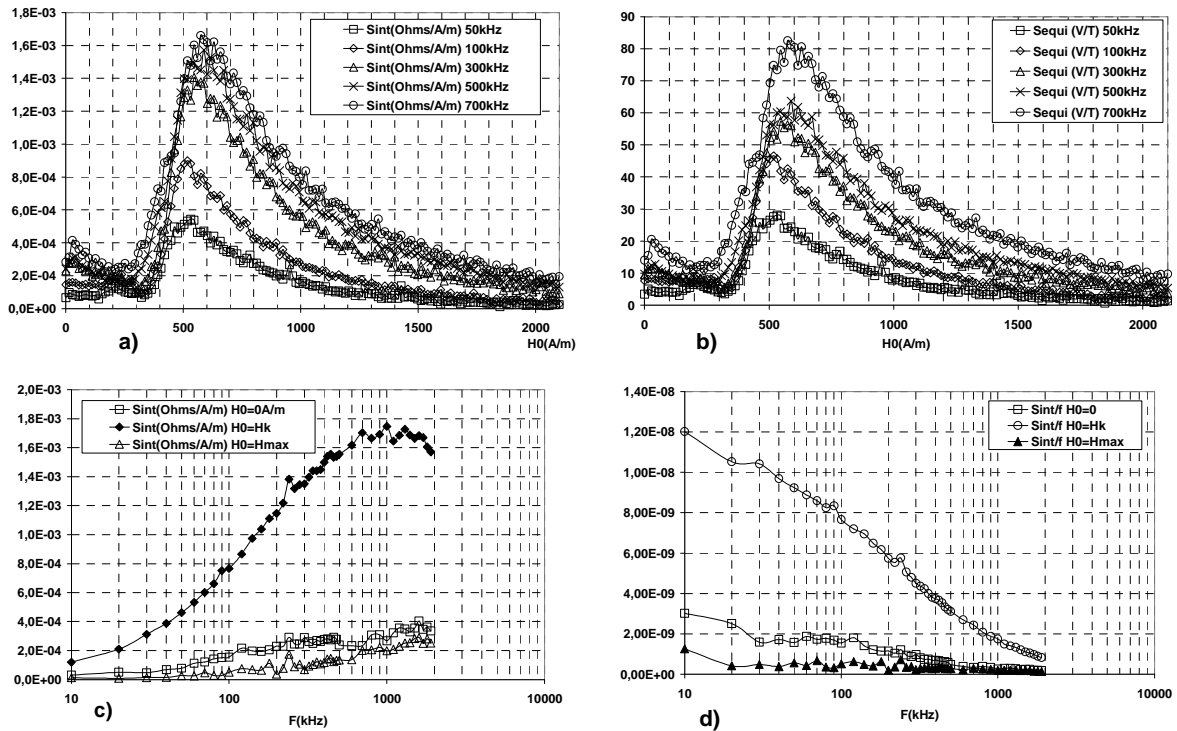 1,8E-03
1,6E-03
1,4E-03
1,2E-03
1,0E-03
8,0E-04
6,0E-04
4,0E-04
2,0E-04
0,0E+00
Sint(Ohms/A/m) 50kHz
Sint(Ohms/A/m) 100kHz
Sint(Ohms/A/m) 300kHz
Sint(Ohms/A/m) 500kHz
Sint(Ohms/A/m) 700kHz
0 500 1000 1500 2000
a)
H0(A/m)
90
80
70
60
50
40
30
20
10
0
Sequi (V/T) 50kHz
Sequi (V/T) 100kHz
Sequi (V/T) 300kHz
Sequi (V/T) 500kHz
Sequi (V/T) 700kHz
0 500 1000 1500 2000
b)
H0(A/m)
2,0E-03
1,8E-03
1,6E-03
1,4E-03
1,2E-03
1,0E-03
8,0E-04
6,0E-04
4,0E-04
2,0E-04
0,0E+00
Sint(Ohms/A/m) H0=0A/m
Sint(Ohms/A/m) H0=Hk
Sint(Ohms/A/m) H0=Hmax
10 100 1000 10000
c)
F(kHz)
1,40E-08
1,20E-08
1,00E-08
8,00E-09
6,00E-09
4,00E-09
2,00E-09
0,00E+00
Sint/f H0=0
Sint/f H0=Hk
Sint/f H0=Hmax
10 100 1000 10000
d)
F(kHz)